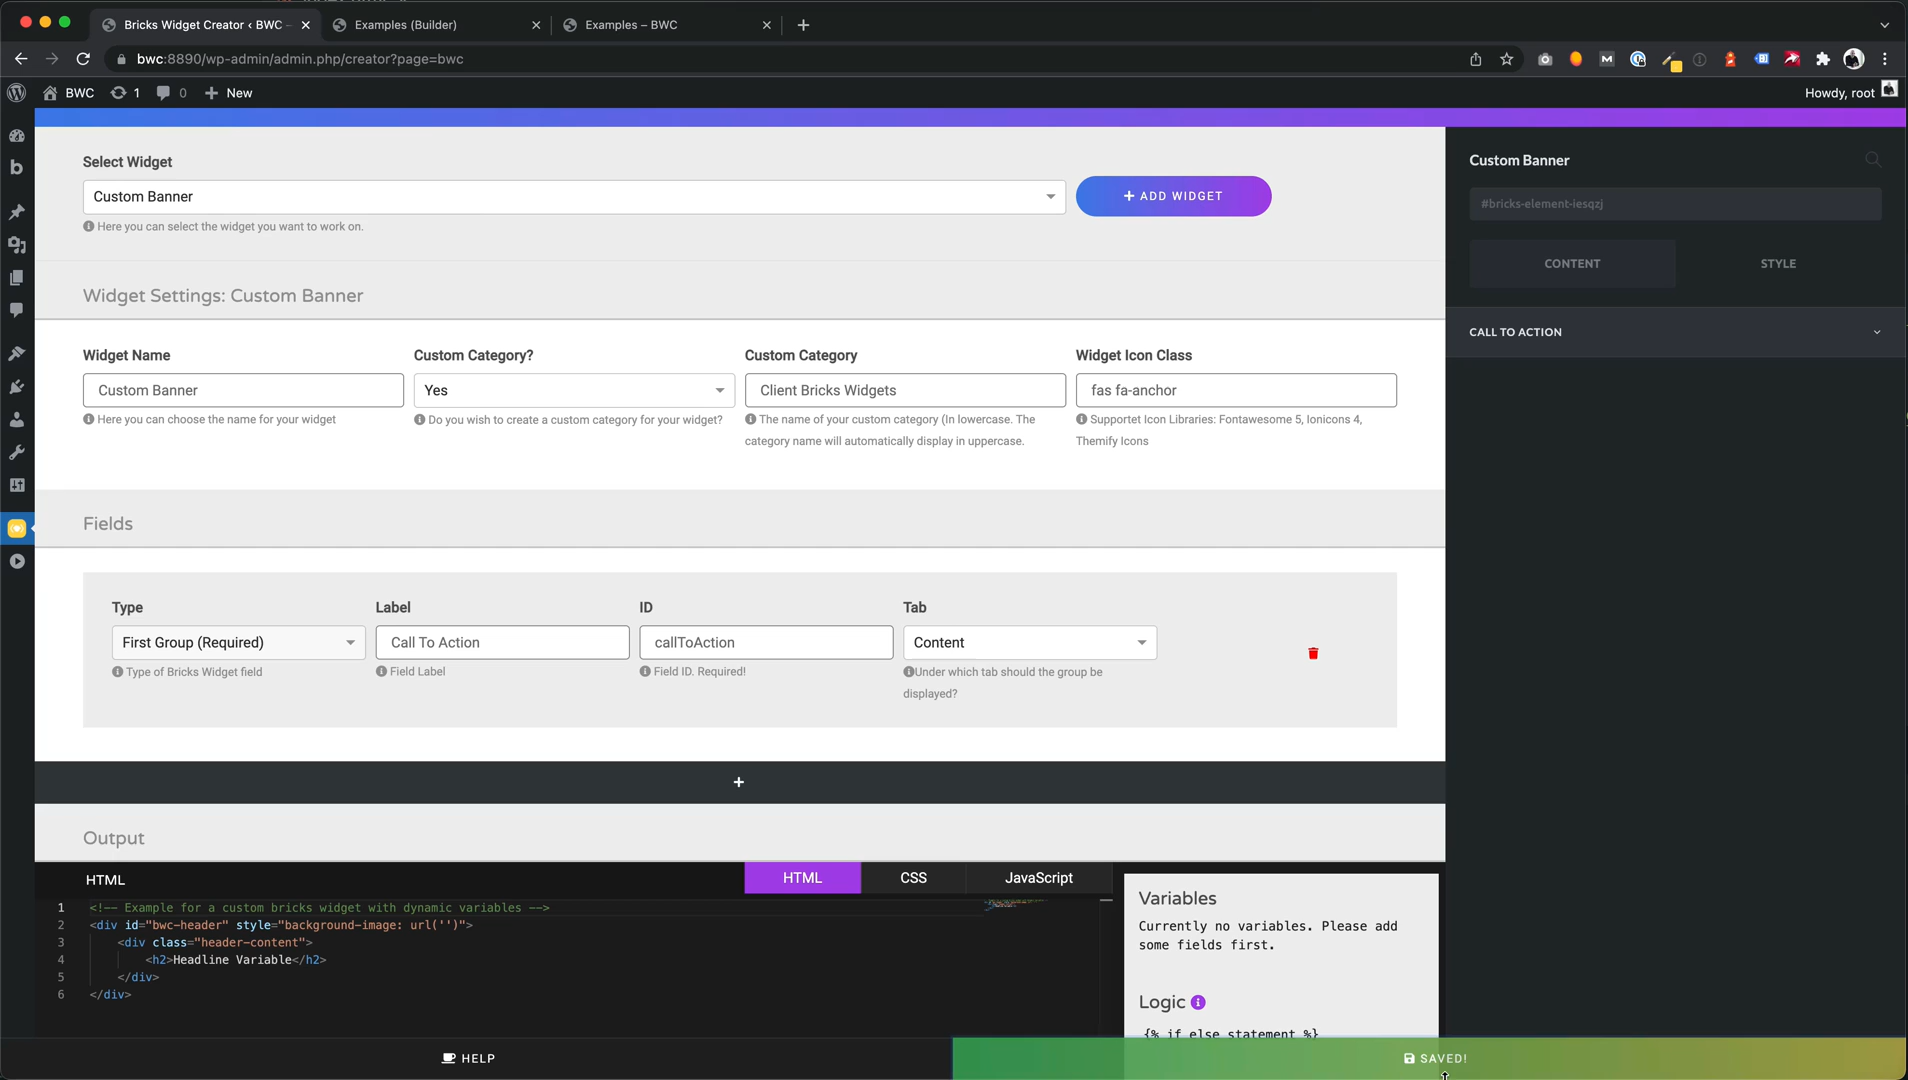 Bricks Widget Creator ‹ BWC –
Examples (Builder)
Examples – BWC
bwc:8890/wp-admin/admin.php/creator?page=bwc
BWC
1
0
New
Howdy, root
Select Widget
Custom Banner
ADD WIDGET
Here you can select the widget you want to work on.
Widget Settings: Custom Banner
Widget Name
Custom Category?
Custom Category
Widget Icon Class
Custom Banner
Yes
Client Bricks Widgets
fas fa-anchor
Here you can choose the name for your widget
Do you wish to create a custom category for your widget?
The name of your custom category (In lowercase. The
category name will automatically display in uppercase.
Supportet Icon Libraries: Fontawesome 5, Ionicons 4,
Themify Icons
Fields
Type
Label
ID
Tab
First Group (Required)
Call To Action
callToAction
Content
Type of Bricks Widget field
Field Label
Field ID. Required!
Under which tab should the group be
displayed?
+
Output
HTML
HTML
CSS
JavaScript
1 <!-- Example for a custom bricks widget with dynamic variables -->
2 <div id="bwc-header" style="background-image: url('')">
3 <div class="header-content">
4 <h2>Headline Variable</h2>
5 </div>
6 </div>
Variables
Currently no variables. Please add
some fields first.
Logic
{% if else statement %}
HELP
SAVED!
Custom Banner
#bricks-element-iesqzj
CONTENT
STYLE
CALL TO ACTION